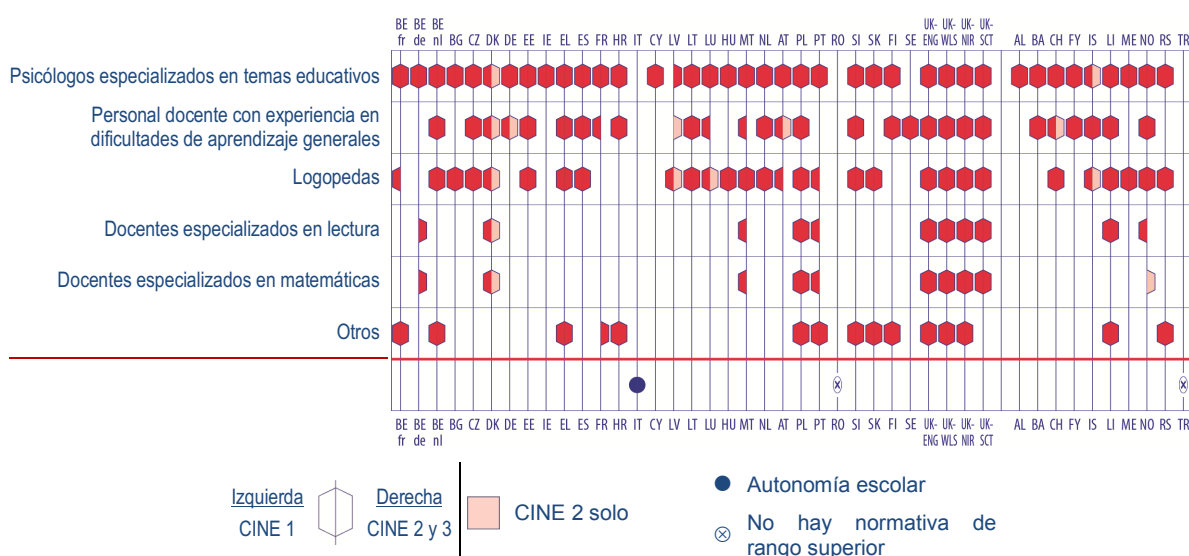 BE BE BE UK- UK- UK- UK-
fr de nl BG CZ DK DE EE IE EL ES FR HR IT CY LV LT LU HU MT NL AT PL PT RO SI SK FI SE ENG WLS NIR SCT AL BA CH FY IS LI ME NO RS TR
Psicólogos especializados en temas educativos
Personal docente con experiencia en
dificultades de aprendizaje generales
Logopedas
Docentes especializados en lectura
Docentes especializados en matemáticas
Otros
BE BE BE BG CZ DK DE EE IE EL ES FR HR IT CY LV LT LU HU MT NL AT PL PT RO SI SK FI SE UK- UK- UK- UK- AL BA CH FY IS LI ME NO RS TR
fr de nl ENG WLS NIR SCT
Izquierda Derecha
CINE 1 CINE 2 y 3
CINE 2 solo
Autonomía escolar
No hay normativa de
rango superior